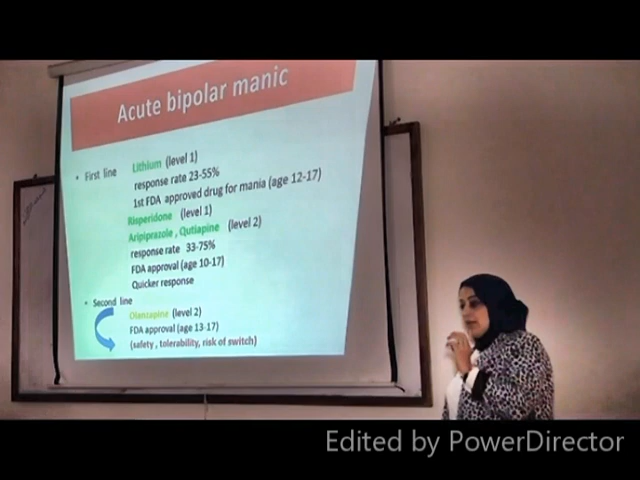 Acute bipolar manic
• First line Lithium (level 1)
response rate 23-55%
1st FDA approved drug for mania (age 12-17)
Risperidone (level 1)
Aripiprazole , Qutiapine (level 2)
response rate 33-75%
FDA approval (age 10-17)
Quicker response
• Second line
Olanzapine (level 2)
FDA approval (age 13-17)
(safety , tolerability, risk of switch)
Edited by PowerDirector